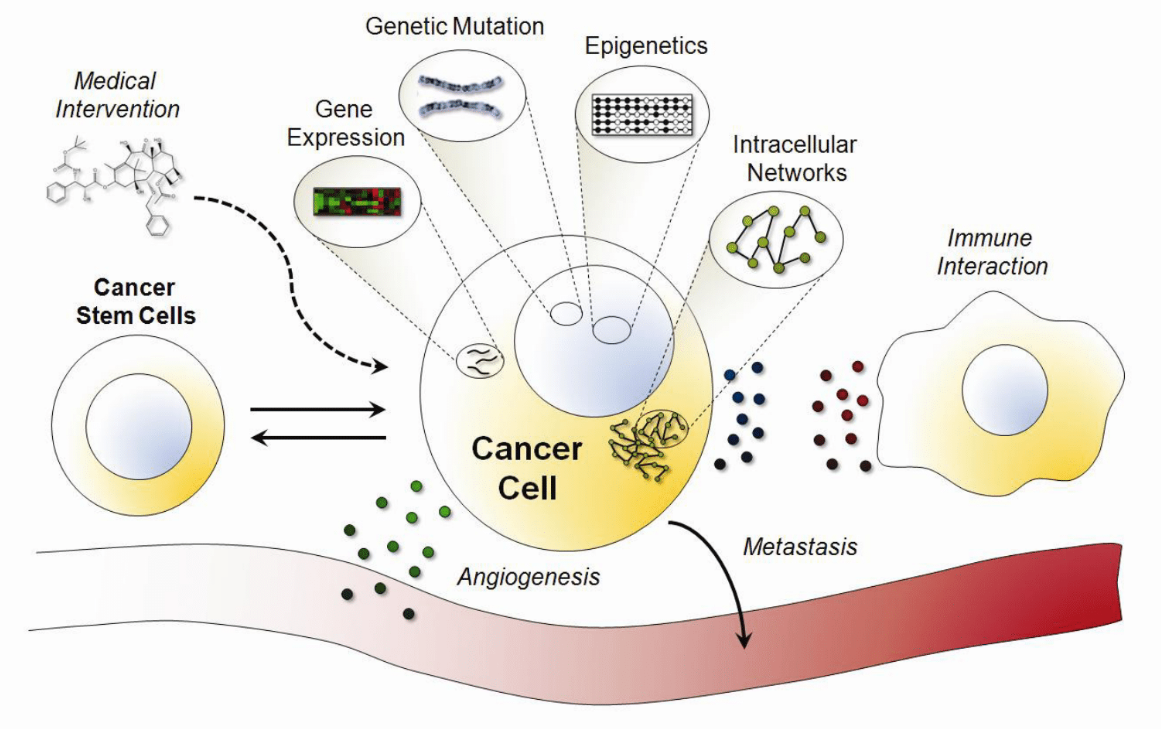 Genetic Mutation
Epigenetics
Medical
Intervention
Gene
Expression
Intracellular
Networks
Immune
Interaction
Cancer
Stem Cells
Cancer
Cell
Metastasis
Angiogenesis